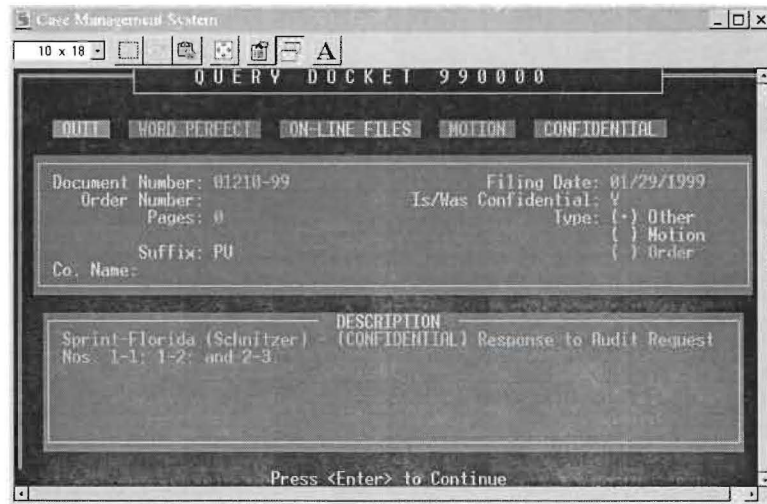 Case Management System
10 x 18 A
QUERY DOCKET 990000
QUIT WORD PERFECT ON-LINE FILES MOTION CONFIDENTIAL
Document Number: 01210-99 Filing Date: 01/29/1999
Order Number: Is/Was Confidential: Y
Pages: 0 Type: (·) Other
( ) Motion
Suffix: PU ( ) Order
Co. Name:
DESCRIPTION
Sprint-Florida (Schnitzer) - (CONFIDENTIAL) Response to Audit Request
Nos. 1-1; 1-2; and 2-3.
Press <Enter> to Continue